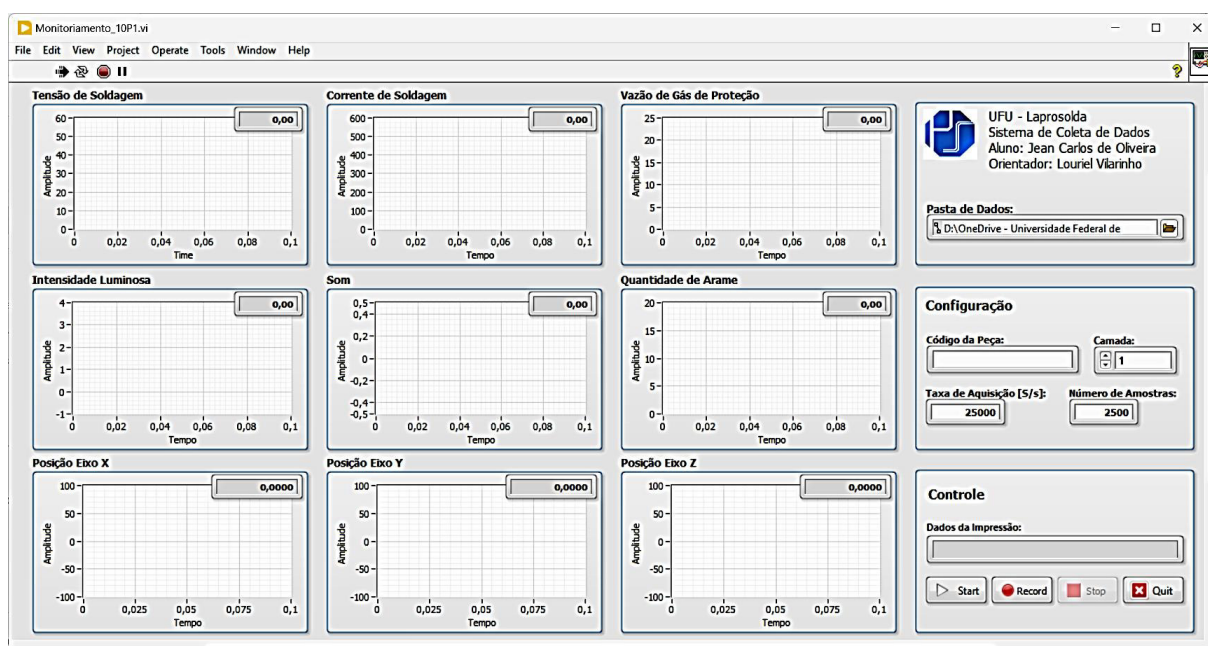 Monitoriamento_10P1.vi
File Edit View Project Operate Tools Window Help
Tensão de Soldagem
0,00
60
50
40
30
20
10
0
Amplitude
0 0,02 0,04 0,06 0,08 0,1
Time
Corrente de Soldagem
0,00
600
500
400
300
200
100
0
Amplitude
0 0,02 0,04 0,06 0,08 0,1
Tempo
Vazão de Gás de Proteção
0,00
25
20
15
10
5
0
Amplitude
0 0,02 0,04 0,06 0,08 0,1
Tempo
UFU - Laprosolda
Sistema de Coleta de Dados
Aluno: Jean Carlos de Oliveira
Orientador: Louriel Vilarinho
Pasta de Dados:
D:\OneDrive - Universidade Federal de
Intensidade Luminosa
0,00
4
3
2
1
0
-1
Amplitude
0 0,02 0,04 0,06 0,08 0,1
Tempo
Som
0,00
0,5
0,4
0,2
0
-0,2
-0,4
-0,5
Amplitude
0 0,02 0,04 0,06 0,08 0,1
Tempo
Quantidade de Arame
0,00
20
15
10
5
0
Amplitude
0 0,02 0,04 0,06 0,08 0,1
Tempo
Configuração
Código da Peça: Camada:
1
Taxa de Aquisição [S/s]: Número de Amostras:
25000 2500
Posição Eixo X
0,0000
100
50
0
-50
-100
Amplitude
0 0,025 0,05 0,075 0,1
Tempo
Posição Eixo Y
0,0000
100
50
0
-50
-100
Amplitude
0 0,025 0,05 0,075 0,1
Tempo
Posição Eixo Z
0,0000
100
50
0
-50
-100
Amplitude
0 0,025 0,05 0,075 0,1
Tempo
Controle
Dados da Impressão:
Start Record Stop Quit